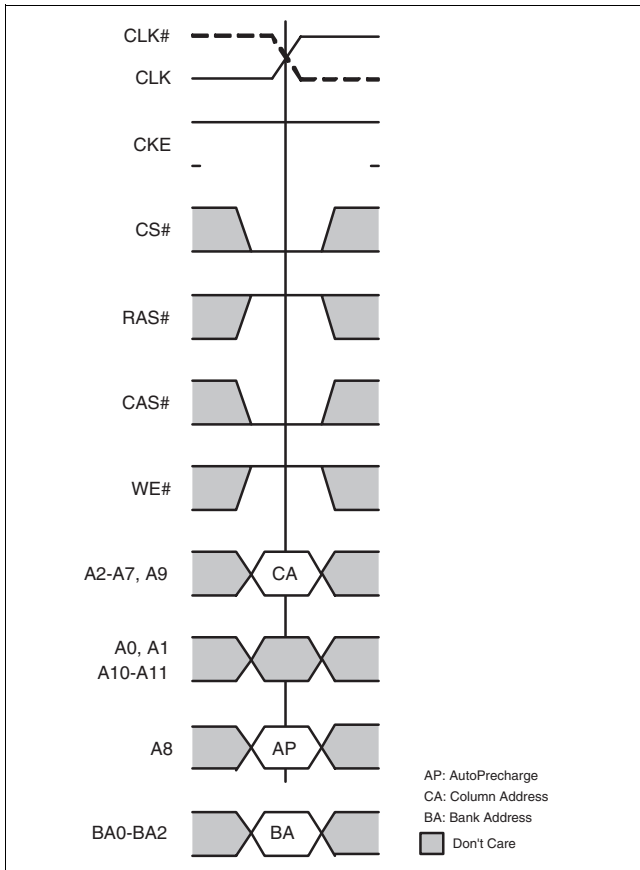 CLK#
CLK
CKE
CS#
RAS#
CAS#
WE#
A2-A7, A9
CA
A0, A1
A10-A11
A8
AP
BA0-BA2
BA
AP: AutoPrecharge
CA: Column Address
BA: Bank Address
Don't Care